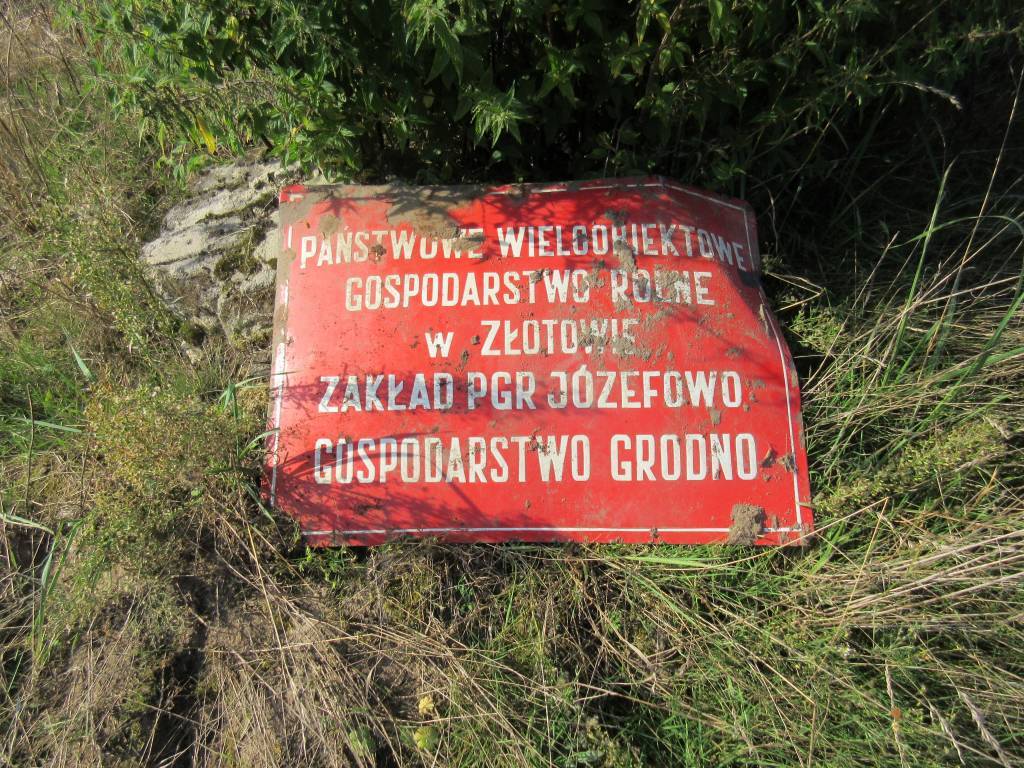 PAŃSTWOWE WIELOOBIEKTOWE
GOSPODARSTWO ROLNE
w ZŁOTOWIE
ZAKŁAD PGR JÓZEFOWO
GOSPODARSTWO GRODNO